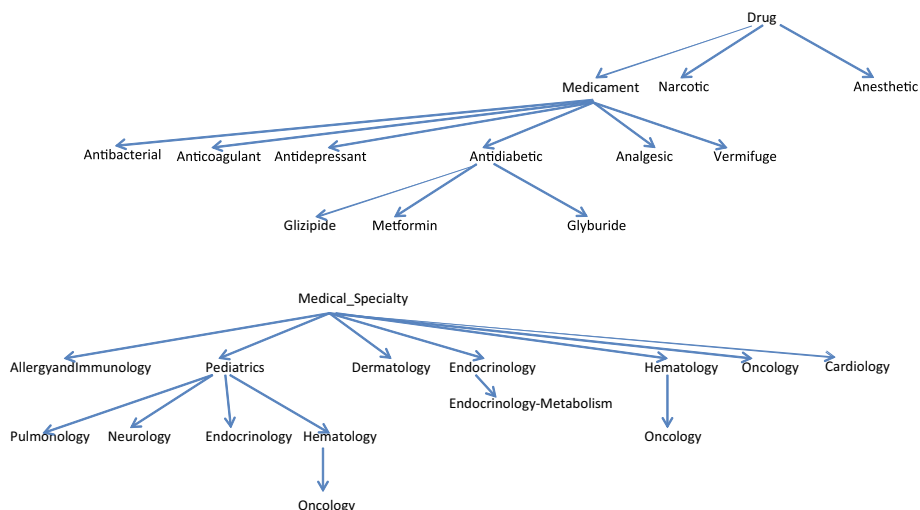 Drug
Medicament Narcotic Anesthetic
Antibacterial Anticoagulant Antidepressant Antidiabetic Analgesic Vermifuge
Glizipide Metformin Glyburide
Medical_Specialty
AllergyandImmunology Pediatrics Dermatology Endocrinology Hematology Oncology Cardiology
Endocrinology-Metabolism
Pulmonology Neurology Endocrinology Hematology Oncology
Oncology